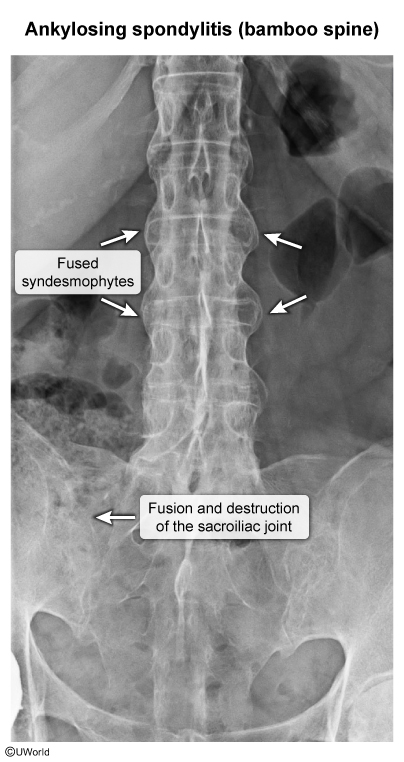 Ankylosing spondylitis (bamboo spine)
Fused
syndesmophytes
Fusion and destruction
of the sacroiliac joint
©UWorld